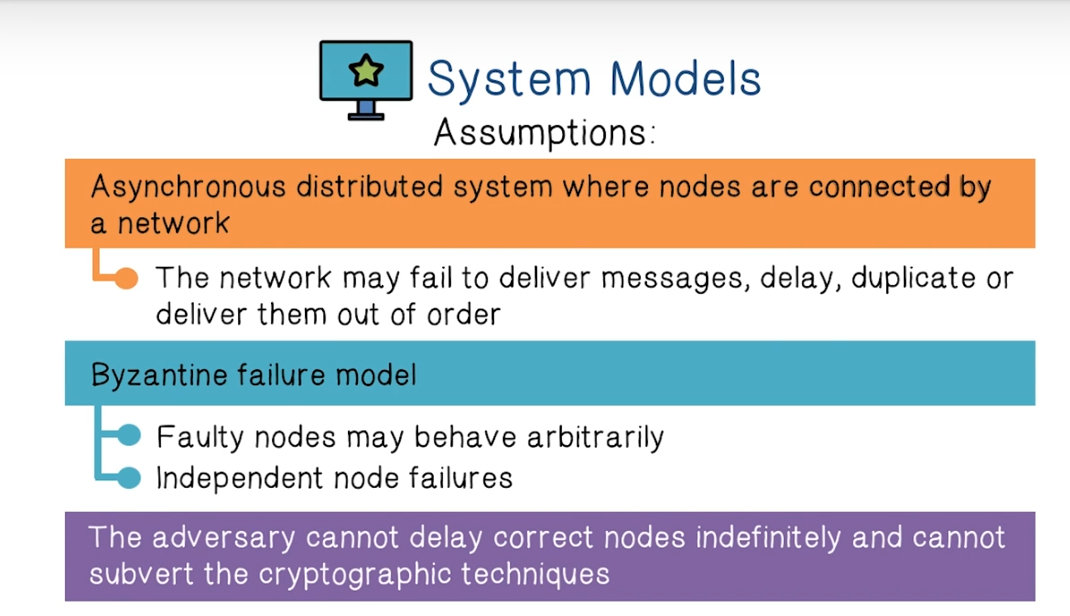 System Models
Assumptions:
Asynchronous distributed system where nodes are connected by
a network
The network may fail to deliver messages, delay, duplicate or
deliver them out of order
Byzantine failure model
Faulty nodes may behave arbitrarily
Independent node failures
The adversary cannot delay correct nodes indefinitely and cannot
subvert the cryptographic techniques